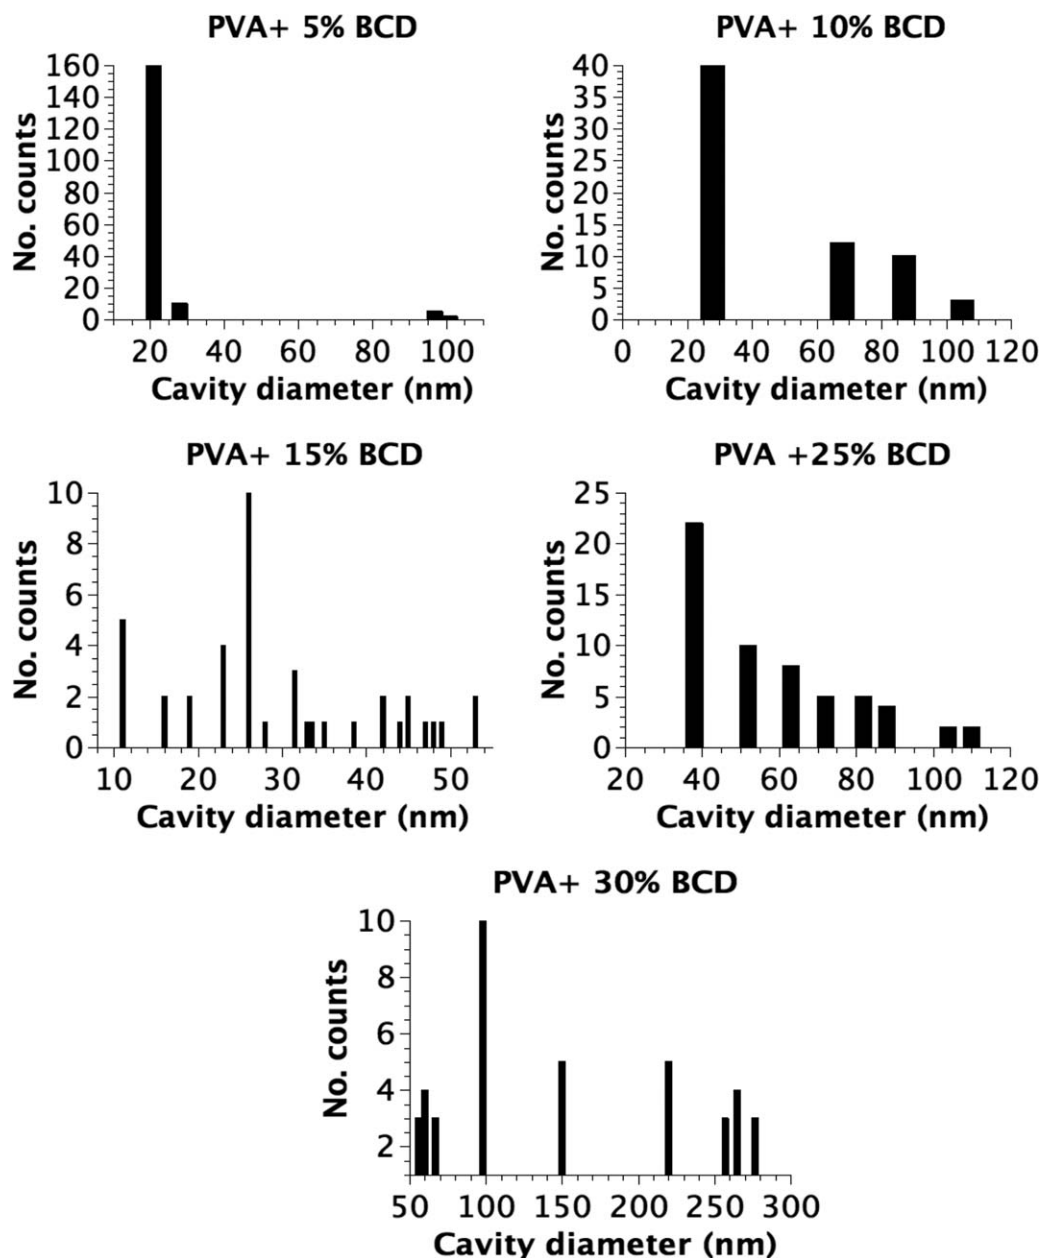 PVA+ 5% BCD
No. counts
160
140
120
100
80
60
40
20
0
20 40 60 80 100
Cavity diameter (nm)
PVA+ 10% BCD
No. counts
40
35
30
25
20
15
10
5
0
0 20 40 60 80 100 120
Cavity diameter (nm)
PVA+ 15% BCD
No. counts
10
8
6
4
2
0
10 20 30 40 50
Cavity diameter (nm)
PVA +25% BCD
No. counts
25
20
15
10
5
0
20 40 60 80 100 120
Cavity diameter (nm)
PVA+ 30% BCD
No. counts
10
8
6
4
2
50 100 150 200 250 300
Cavity diameter (nm)